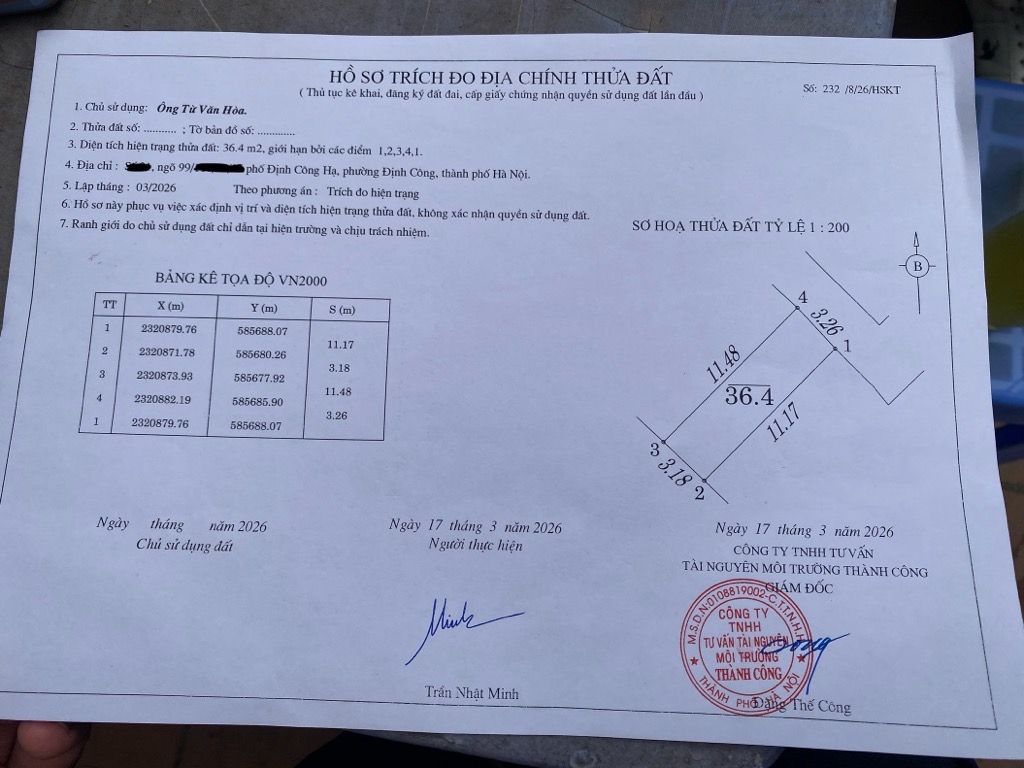 HỒ SƠ TRÍCH ĐO ĐỊA CHÍNH THỬA ĐẤT
( Thủ tục kê khai, đăng ký đất đai, cấp giấy chứng nhận quyền sử dụng đất lần đầu )
Số: 232 /8/26/HSKT
1. Chủ sử dụng: Ông Từ Văn Hòa.
2. Thửa đất số: ........... ; Tờ bản đồ số: .............
3. Diện tích hiện trạng thửa đất: 36.4 m2, giới hạn bởi các điểm 1,2,3,4,1.
4. Địa chỉ : , ngõ 99/ phố Định Công Hạ, phường Định Công, thành phố Hà Nội.
5. Lập tháng : 03/2026 Theo phương án : Trích đo hiện trạng
6. Hồ sơ này phục vụ việc xác định vị trí và diện tích hiện trạng thửa đất, không xác nhận quyền sử dụng đất.
7. Ranh giới do chủ sử dụng đất chỉ dẫn tại hiện trường và chịu trách nhiệm.
SƠ HOẠ THỬA ĐẤT TỶ LỆ 1 : 200
B
4
3.26
1
11.48
36.4
11.17
3
3.18
2
BẢNG KÊ TỌA ĐỘ VN2000
TT X (m) Y (m) S (m)
1 2320879.76 585688.07
11.17
2 2320871.78 585680.26
3.18
3 2320873.93 585677.92
11.48
4 2320882.19 585685.90
3.26
1 2320879.76 585688.07
Ngày tháng năm 2026
Chủ sử dụng đất
Ngày 17 tháng 3 năm 2026
Người thực hiện
Minh
Trần Nhật Minh
Ngày 17 tháng 3 năm 2026
CÔNG TY TNHH TƯ VẤN
TÀI NGUYÊN MÔI TRƯỜNG THÀNH CÔNG
GIÁM ĐỐC
M.S.D.N:0108819002-C.T.T.N.H.H
CÔNG TY
TNHH
TƯ VẤN TÀI NGUYÊN
MÔI TRƯỜNG
THÀNH CÔNG
THÀNH PHỐ HÀ NỘI
Đặng Thế Công